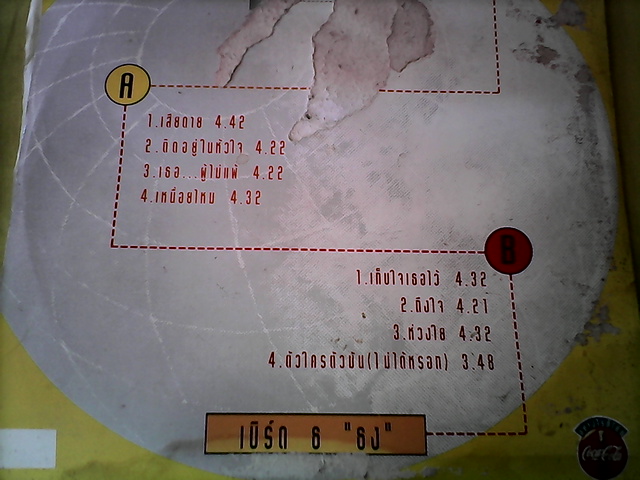 A
1.เสียดาย 4.42
2.ติดอยู่ในหัวใจ 4.22
3.เธอ...ผู้ไม่แพ้ 4.22
4.เหนื่อยไหม 4.32
B
1.เก็บใจเธอไว้ 4.32
2.ถึงใจ 4.21
3.ห่วงใย 4.32
4.ตัวใครตัวมัน(ไม่ได้หรอก) 3.48
เบิร์ด 6 "ธง"
Coca-Cola